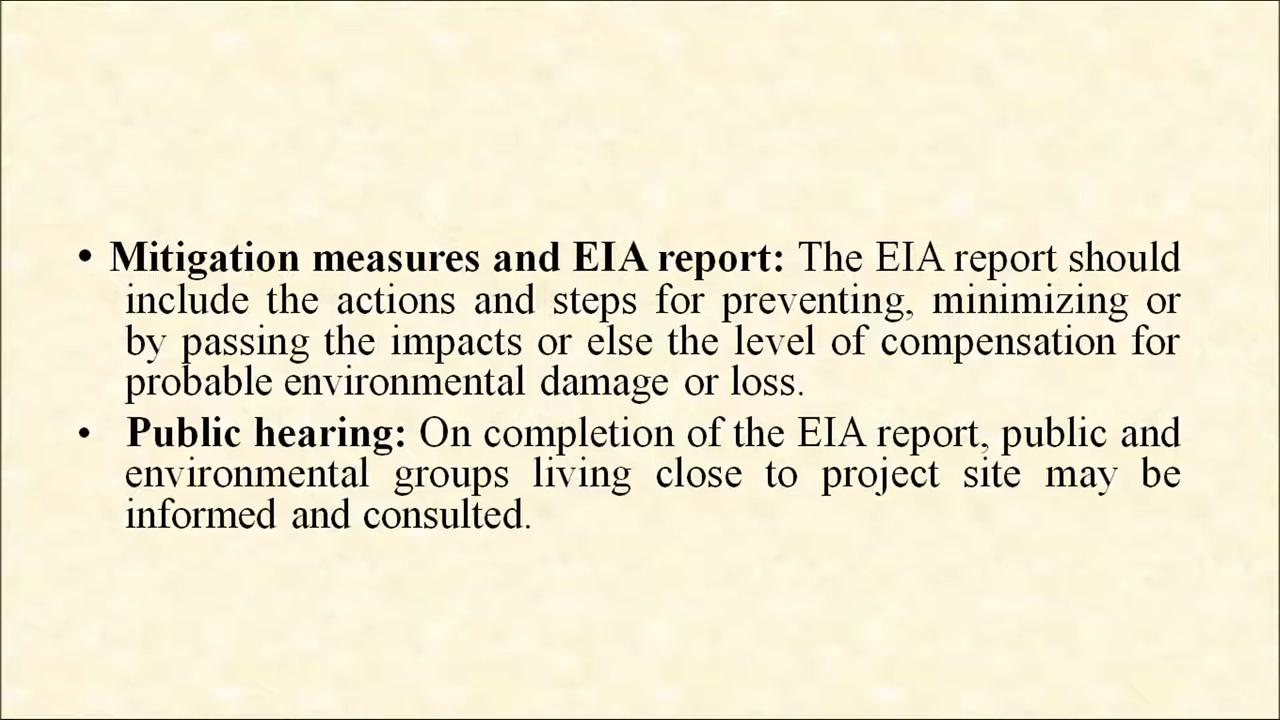 • Mitigation measures and EIA report: The EIA report should
include the actions and steps for preventing, minimizing or
by passing the impacts or else the level of compensation for
probable environmental damage or loss.
• Public hearing: On completion of the EIA report, public and
environmental groups living close to project site may be
informed and consulted.